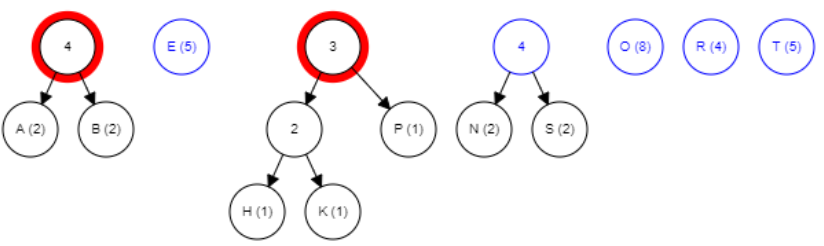 4 E (5) 3 4 O (8) R (4) T (5)
A (2) B (2) 2 P (1) N (2) S (2)
H (1) K (1)